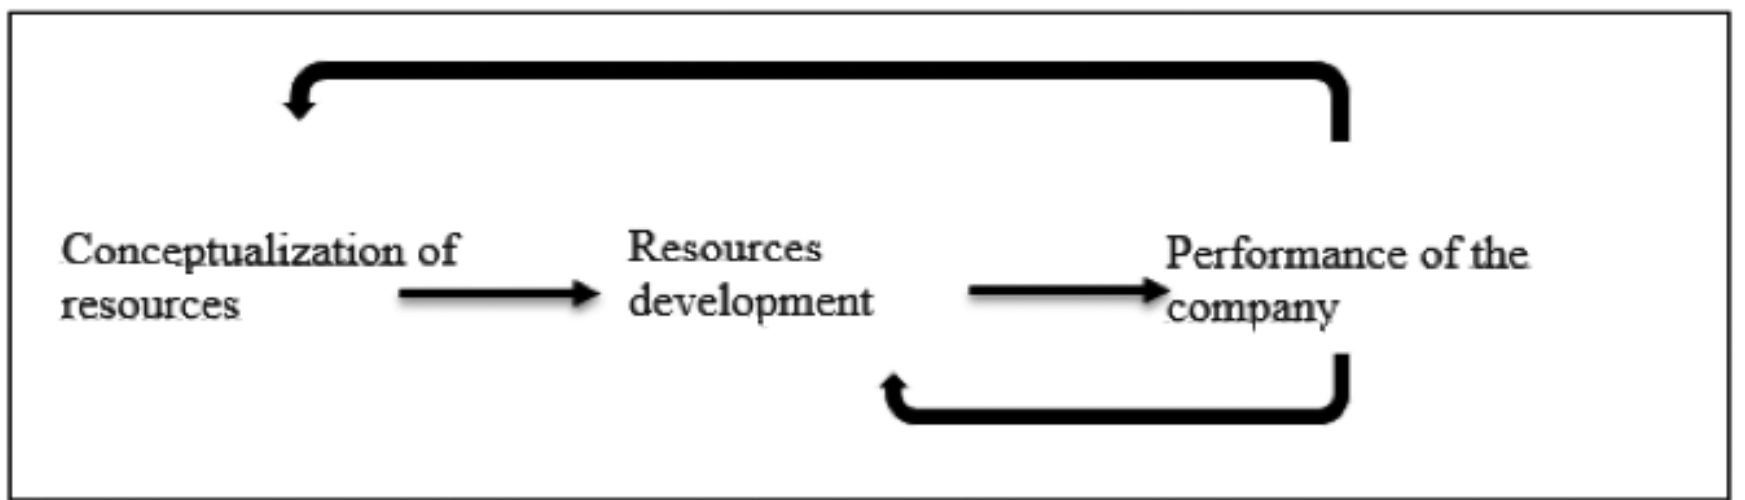 Conceptualization of
resources
Resources
development
Performance of the
company